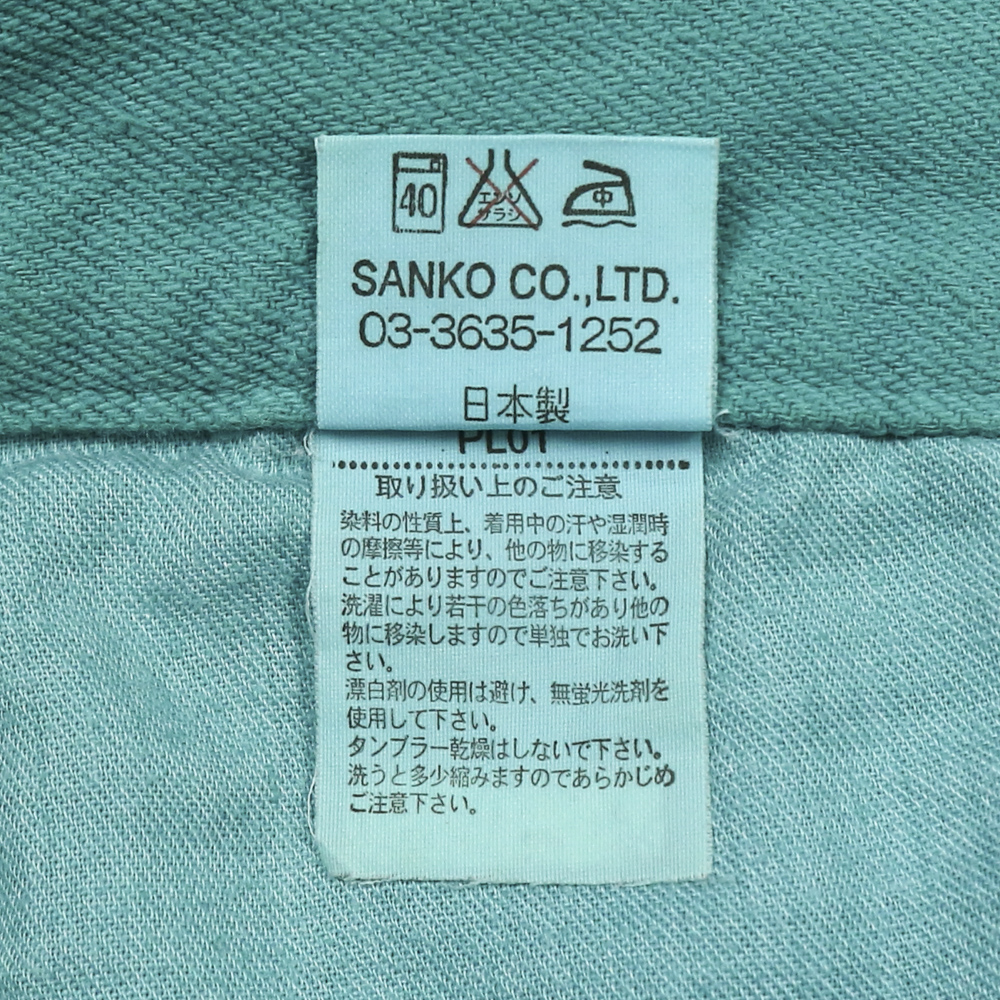 40
エンソ
サラシ
中
SANKO CO.,LTD.
03-3635-1252
日本製
PL01
取り扱い上のご注意
染料の性質上、着用中の汗や湿潤時
の摩擦等により、他の物に移染する
ことがありますのでご注意下さい。
洗濯により若干の色落ちがあり他の
物に移染しますので単独でお洗い下
さい。
漂白剤の使用は避け、無蛍光洗剤を
使用して下さい。
タンブラー乾燥はしないで下さい。
洗うと多少縮みますのであらかじめ
ご注意下さい。